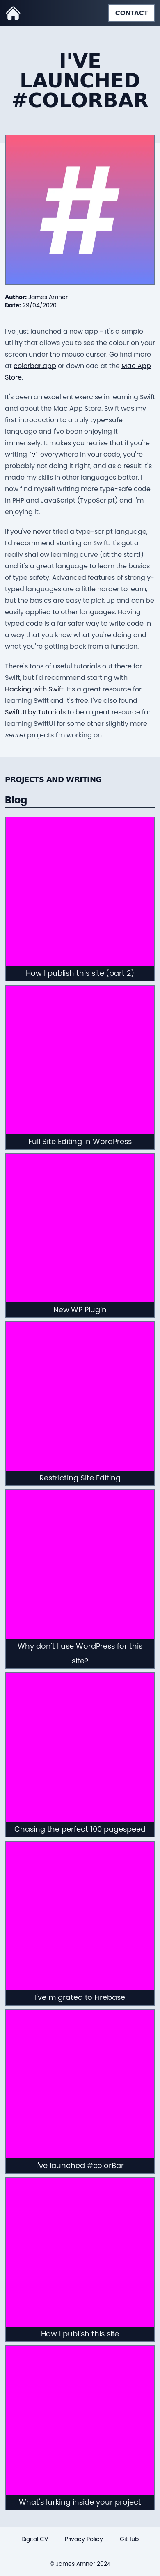 CONTACT
I'VE
LAUNCHED
#COLORBAR
#
Author: James Amner
Date: 29/04/2020
I've just launched a new app - it's a simple
utility that allows you to see the colour on your
screen under the mouse cursor. Go find more
at colorbar.app or download at the Mac App
Store.
It's been an excellent exercise in learning Swift
and about the Mac App Store. Swift was my
first introduction to a truly type-safe
language and I've been enjoying it
immensely. It makes you realise that if you're
writing `?` everywhere in your code, you're
probably not doing it right, and as a result it's
made my skills in other languages better. I
now find myself writing more type-safe code
in PHP and JavaScript (TypeScript) and I'm
enjoying it.
If you've never tried a type-script language,
I'd recommend starting on Swift. It's got a
really shallow learning curve (at the start!)
and it's a great language to learn the basics
of type safety. Advanced features of strongly-
typed languages are a little harder to learn,
but the basics are easy to pick up and can be
easily applied to other languages. Having
typed code is a far safer way to write code in
a way that you know what you're doing and
what you're getting back from a function.
There's tons of useful tutorials out there for
Swift, but I'd recommend starting with
Hacking with Swift. It's a great resource for
learning Swift and it's free. I've also found
SwiftUI by Tutorials to be a great resource for
learning SwiftUI for some other slightly more
secret projects I'm working on.
PROJECTS AND WRITING
Blog
How I publish this site (part 2)
Full Site Editing in WordPress
New WP Plugin
Restricting Site Editing
Why don't I use WordPress for this
site?
Chasing the perfect 100 pagespeed
I've migrated to Firebase
I've launched #colorBar
How I publish this site
What's lurking inside your project
Digital CV
Privacy Policy
GitHub
© James Amner 2024